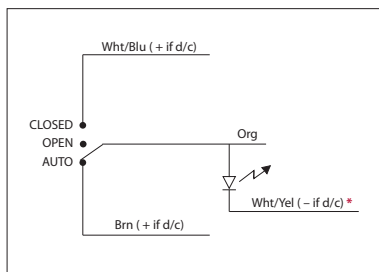 Wht/Blu ( + if d/c)
CLOSED
OPEN
AUTO
Org
Wht/Yel ( – if d/c) *
Brn ( + if d/c)